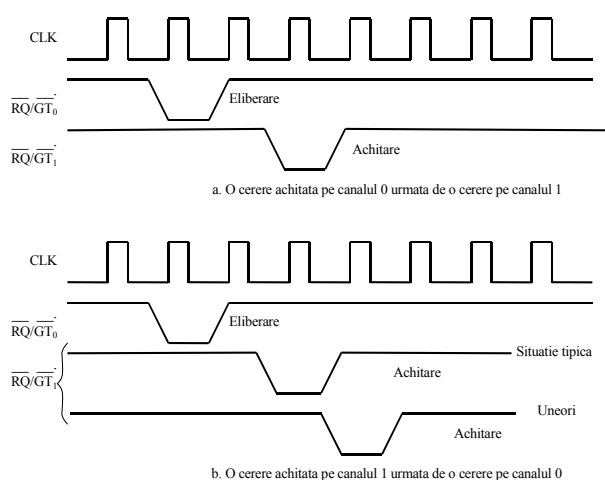 CLK
RQ/GT0
Eliberare
RQ/GT1
Achitare
a. O cerere achitata pe canalul 0 urmata de o cerere pe canalul 1
CLK
RQ/GT0
Eliberare
Situatie tipica
RQ/GT1
Achitare
Uneori
Achitare
b. O cerere achitata pe canalul 1 urmata de o cerere pe canalul 0